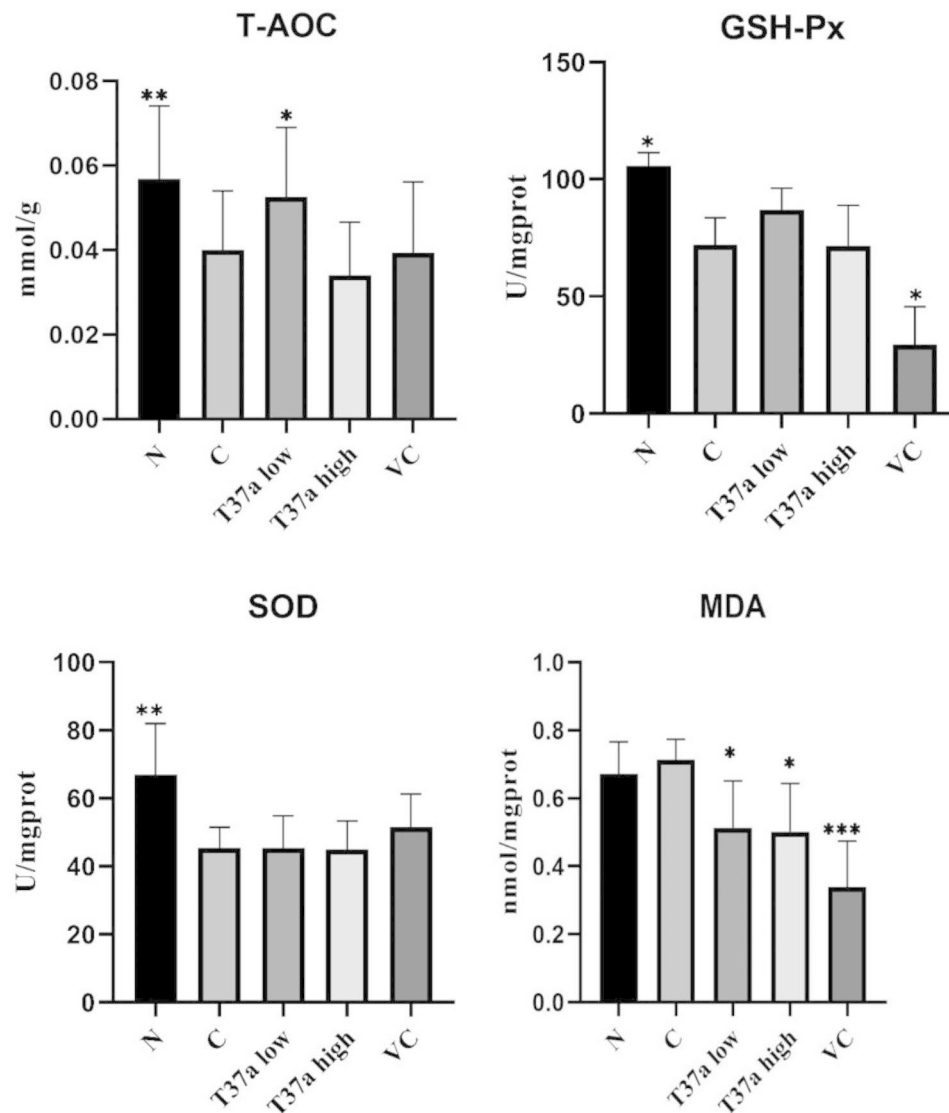 T-AOC
mmol/g
0.08
0.06
0.04
0.02
0.00
**
*
N
C
T37a low
T37a high
VC
GSH-Px
U/mgprot
150
100
50
0
*
*
N
C
T37a low
T37a high
VC
SOD
U/mgprot
100
80
60
40
20
0
**
N
C
T37a low
T37a high
VC
MDA
nmol/mgprot
1.0
0.8
0.6
0.4
0.2
0.0
*
*
***
N
C
T37a low
T37a high
VC